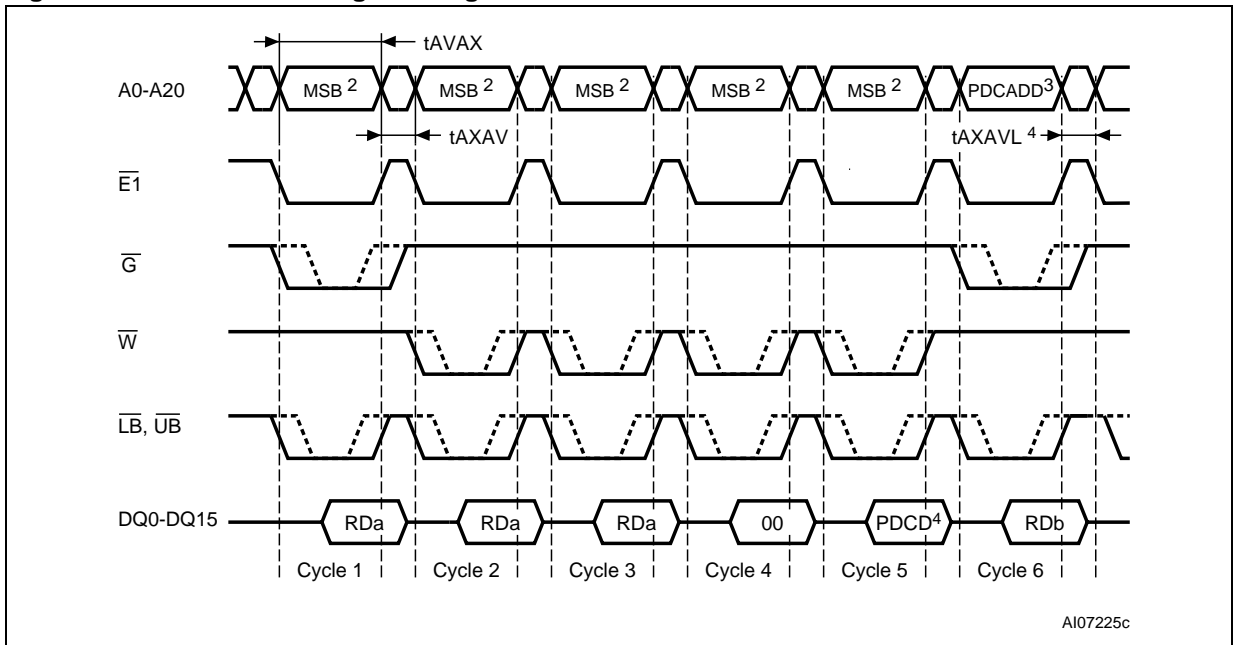 tAVAX
A0-A20 MSB 2 MSB 2 MSB 2 MSB 2 MSB 2 PDCADD3
tAXAV tAXAVL 4
E1
G
W
LB, UB
DQ0-DQ15 RDa RDa RDa 00 PDCD4 RDb
Cycle 1 Cycle 2 Cycle 3 Cycle 4 Cycle 5 Cycle 6
AI07225c